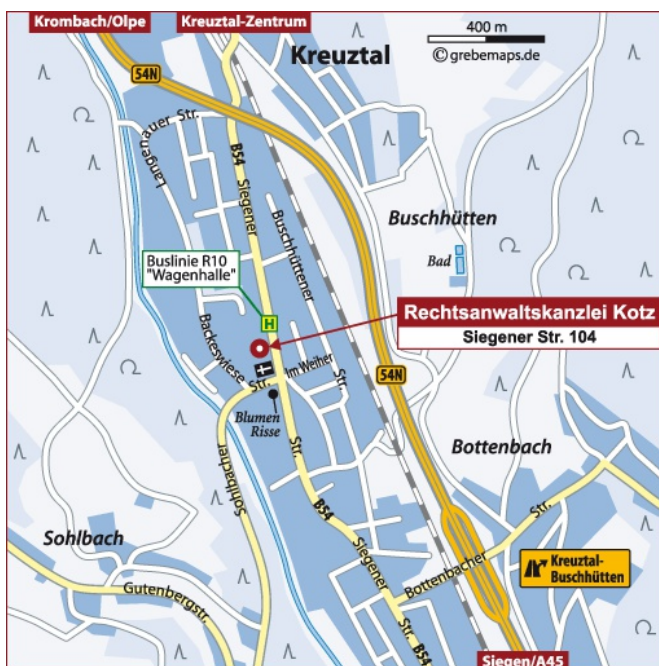 Krombach/Olpe
Kreuztal-Zentrum
400 m
© grebemaps.de
Kreuztal
54N
Langenauer Str.
B54
Siegener
Buschhüttener
Str.
Buschhütten
Bad
Buslinie R10
"Wagenhalle"
H
Rechtsanwaltskanzlei Kotz
Siegener Str. 104
Backeswiese
Str.
Im Weiher
54N
Blumen
Risse
Sohlbacher
Str.
B54
Siegener
Str.
B54
Bottenbach
Bottenbacher
Str.
Sohlbach
Gutenbergstr.
Kreuztal-
Buschhütten
Siegen/A45